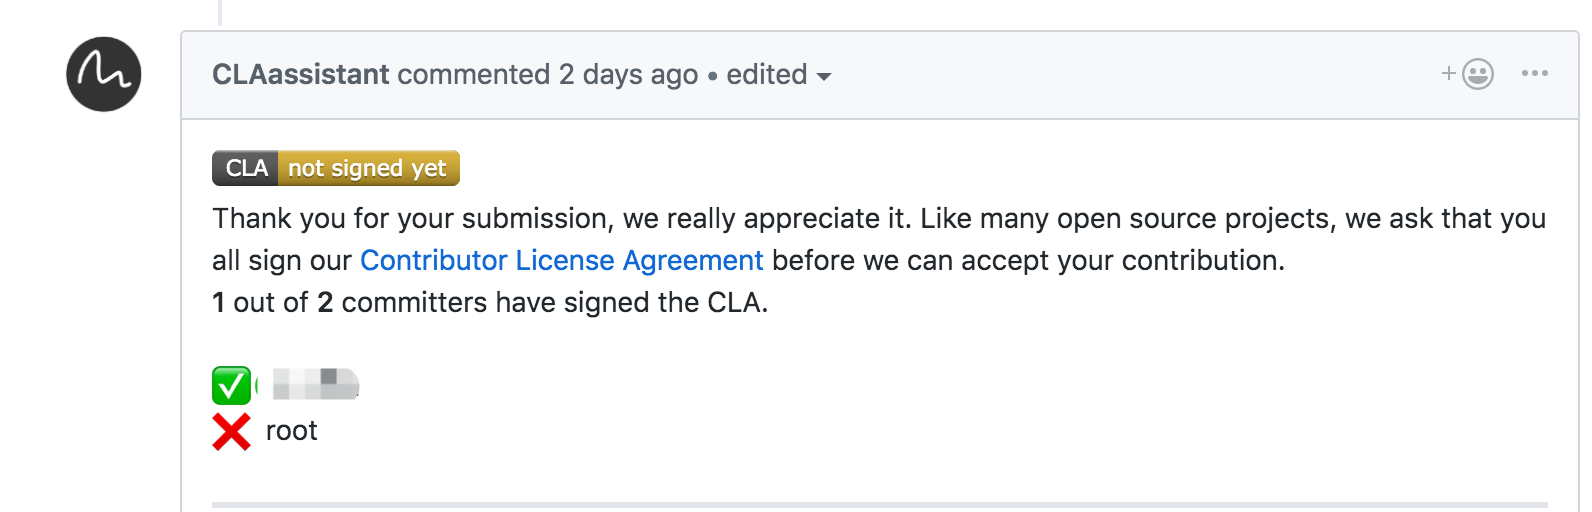 CLAassistant commented 2 days ago • edited
CLA not signed yet
Thank you for your submission, we really appreciate it. Like many open source projects, we ask that you
all sign our Contributor License Agreement before we can accept your contribution.
1 out of 2 committers have signed the CLA.
root